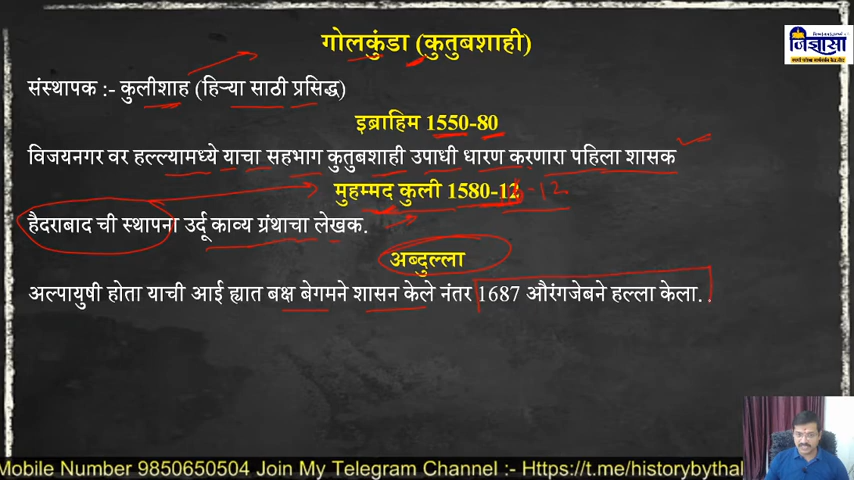 गोलकुंडा (कुतुबशाही)
जिज्ञासा
संस्थापक :- कुलीशाह (हिऱ्या साठी प्रसिद्ध)
इब्राहिम 1550-80
विजयनगर वर हल्ल्यामध्ये याचा सहभाग कुतुबशाही उपाधी धारण करणारा पहिला शासक
मुहम्मद कुली 1580-12
हैदराबाद ची स्थापना उर्दू काव्य ग्रंथाचा लेखक.
अब्दुल्ला
अल्पायुषी होता याची आई ह्यात बक्ष बेगमने शासन केले नंतर 1687 औरंगजेबने हल्ला केला. .
Mobile Number 9850650504 Join My Telegram Channel :- Https://t.me/historybythal